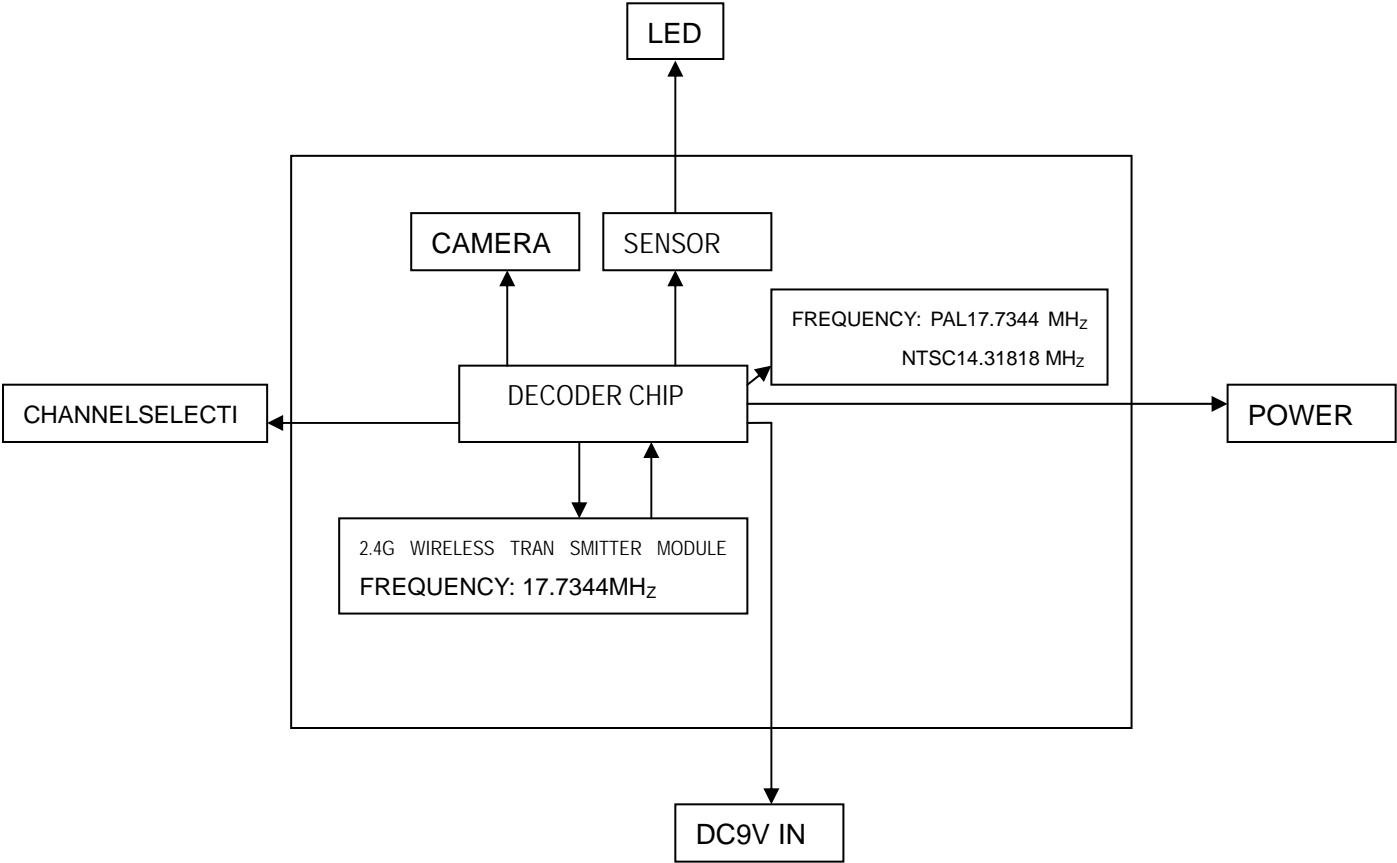 LED
CAMERA
SENSOR
FREQUENCY: PAL17.7344 MHZ
NTSC14.31818 MHZ
DECODER CHIP
CHANNELSELECTI
POWER
2.4G WIRELESS TRAN SMITTER MODULE
FREQUENCY: 17.7344MHZ
DC9V IN